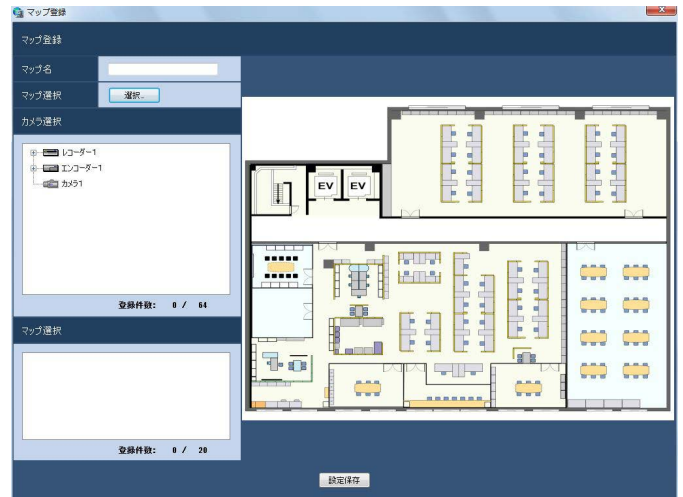 マップ登録
マップ登録
マップ名
マップ選択
選択...
カメラ選択
レコーダー1
エンコーダー1
カメラ1
登録件数: 0 / 64
マップ選択
登録件数: 0 / 20
EV EV
設定保存